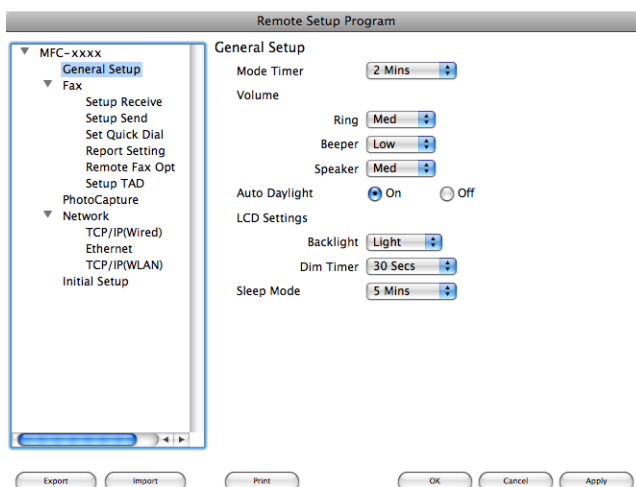 Remote Setup Program
MFC-xxxx
General Setup
Fax
Setup Receive
Setup Send
Set Quick Dial
Report Setting
Remote Fax Opt
Setup TAD
PhotoCapture
Network
TCP/IP(Wired)
Ethernet
TCP/IP(WLAN)
Initial Setup
General Setup
Mode Timer 2 Mins
Volume
Ring Med
Beeper Low
Speaker Med
Auto Daylight On Off
LCD Settings
Backlight Light
Dim Timer 30 Secs
Sleep Mode 5 Mins
Export Import Print OK Cancel Apply